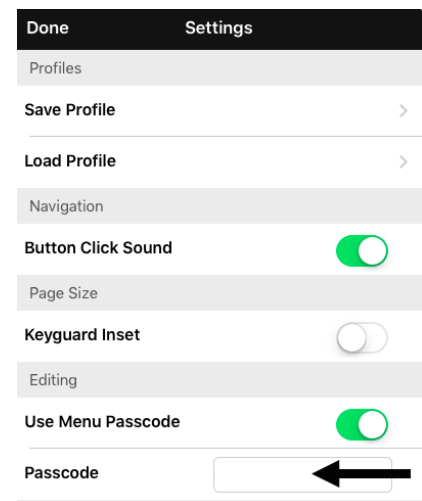 Done Settings
Profiles
Save Profile
Load Profile
Navigation
Button Click Sound
Page Size
Keyguard Inset
Editing
Use Menu Passcode
Passcode